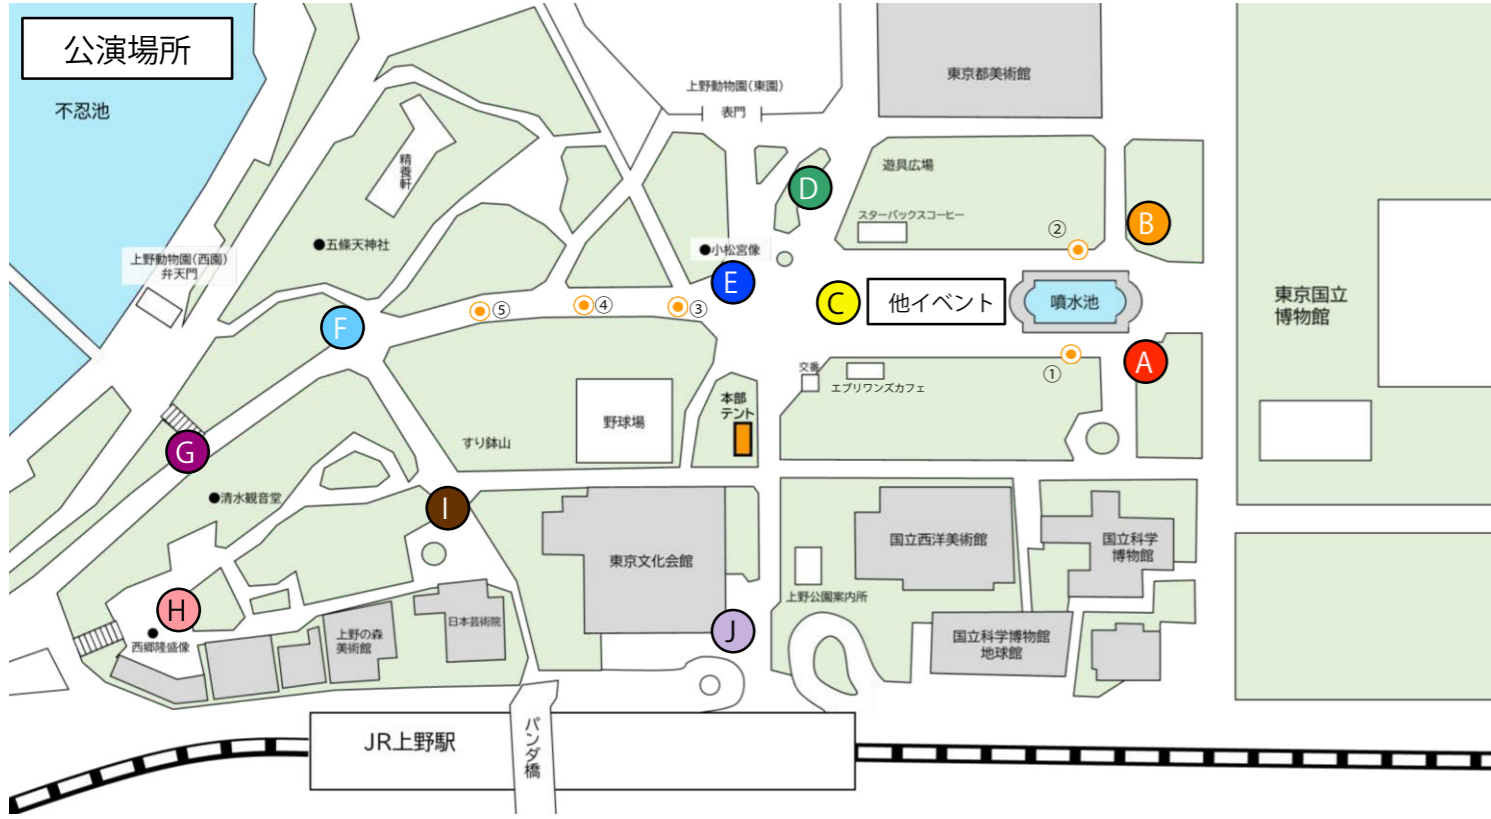 公演場所
不忍池
東京都美術館
上野動物園(東園)
表門
遊具広場
精養軒
D
スターバックスコーヒー
B
②
●五條天神社
●小松宮像
上野動物園(西園)
弁天門
E
C
他イベント
噴水池
東京国立
博物館
⑤
④
③
F
①
A
交番
エブリワンズカフェ
本部
テント
野球場
すり鉢山
G
●清水観音堂
I
東京文化会館
国立西洋美術館
国立科学
博物館
上野公園案内所
H
西郷隆盛像
上野の森
美術館
日本芸術院
J
国立科学博物館
地球館
JR上野駅
パンダ橋